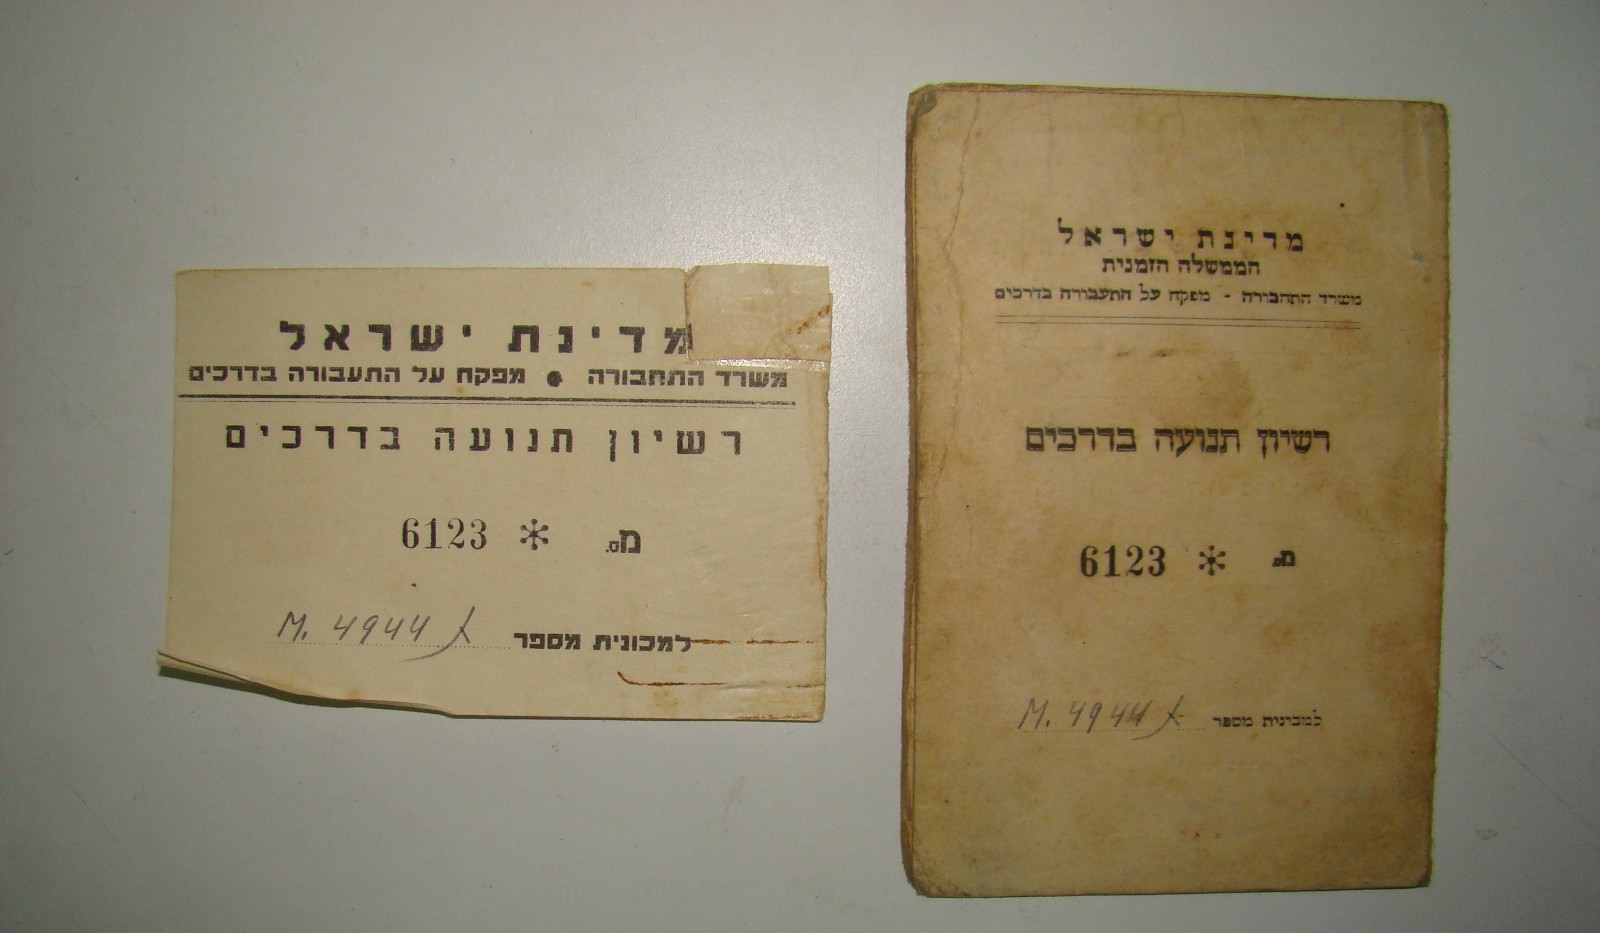 מדינת ישראל
משרד התחבורה • מפקח על התעבורה בדרכים
רשיון תנועה בדרכים
מס. * 6123
למכונית מספר M. 4944
מדינת ישראל
הממשלה הזמנית
משרד התחבורה - מפקח על התעבורה בדרכים
רשיון תנועה בדרכים
מס. * 6123
למכונית מספר M. 4944